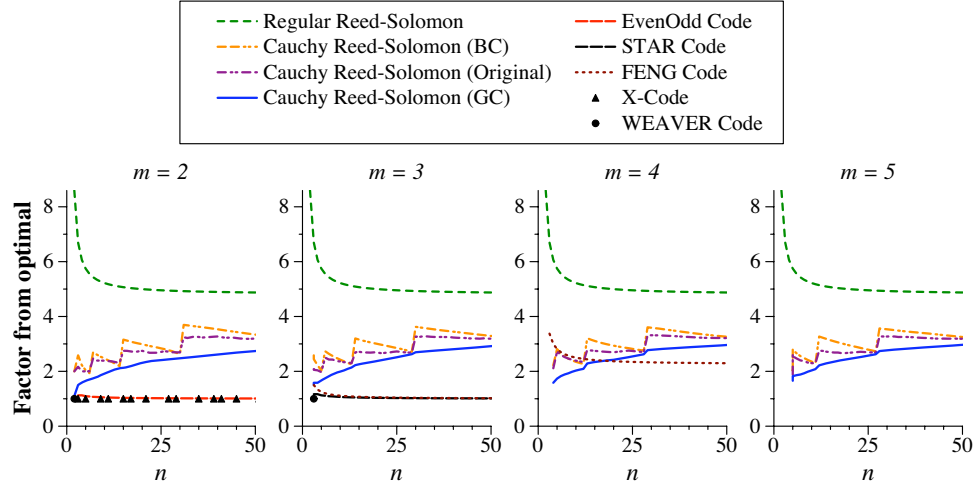 Regular Reed-Solomon
Cauchy Reed-Solomon (BC)
Cauchy Reed-Solomon (Original)
Cauchy Reed-Solomon (GC)
EvenOdd Code
STAR Code
FENG Code
X-Code
WEAVER Code
Factor from optimal
m = 2
8
6
4
2
0
0 25 50
n
m = 3
8
6
4
2
0
0 25 50
n
m = 4
8
6
4
2
0
0 25 50
n
m = 5
8
6
4
2
0
0 25 50
n